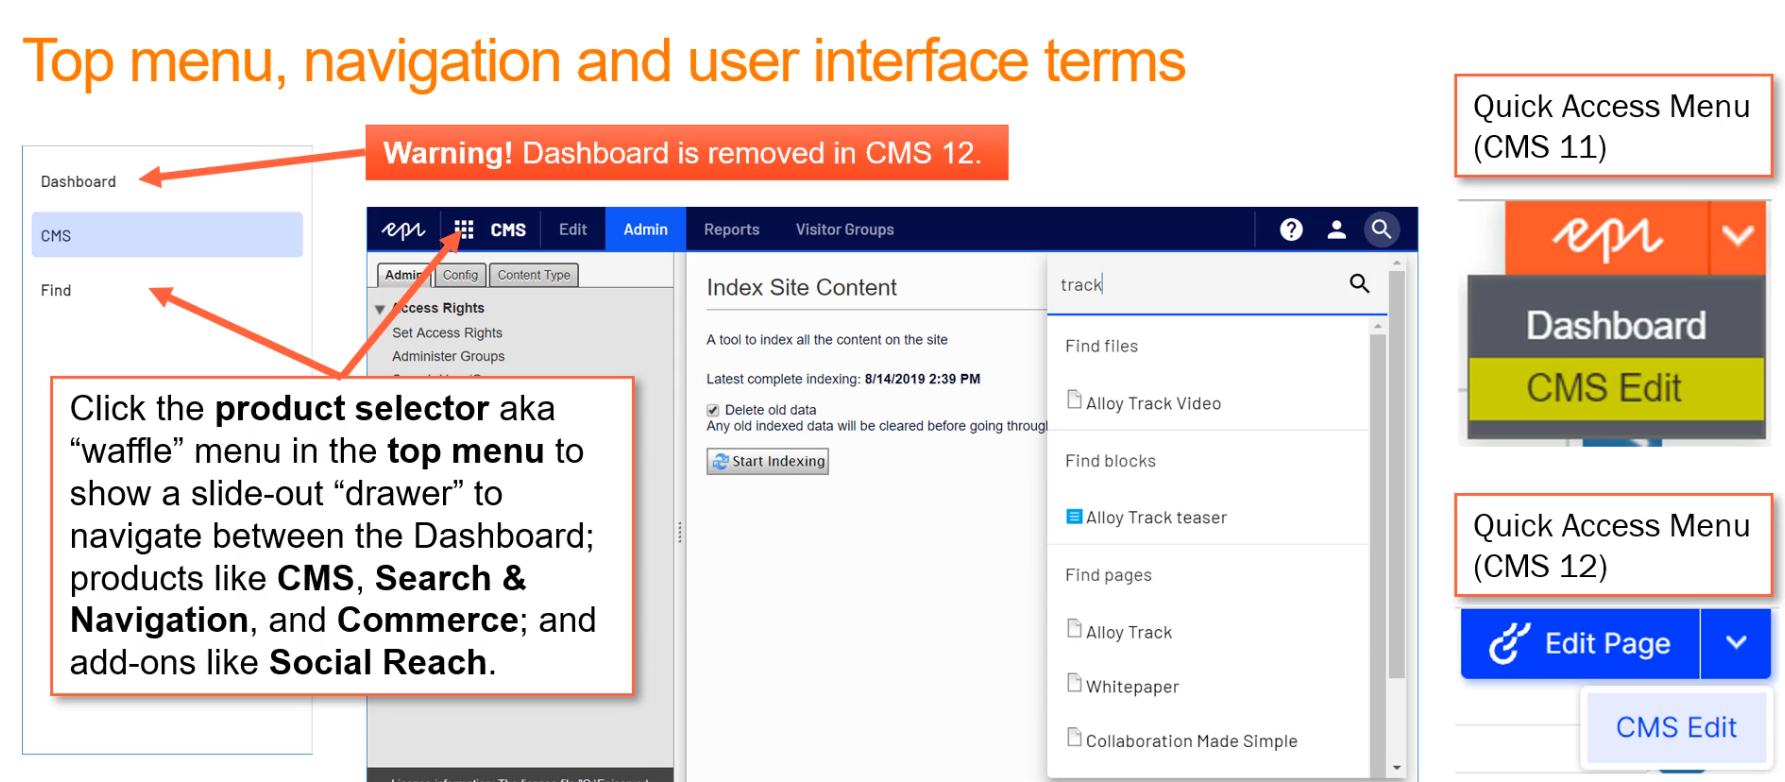 Top menu, navigation and user interface terms
Quick Access Menu
(CMS 11)
Warning! Dashboard is removed in CMS 12.
Dashboard
CMS
Find
epi CMS Edit Admin Reports Visitor Groups
Admin Config Content Type
Access Rights
Set Access Rights
Administer Groups
Click the product selector aka
“waffle” menu in the top menu to
show a slide-out “drawer” to
navigate between the Dashboard;
products like CMS, Search &
Navigation, and Commerce; and
add-ons like Social Reach.
Index Site Content
A tool to index all the content on the site
Latest complete indexing: 8/14/2019 2:39 PM
Delete old data
Any old indexed data will be cleared before going throug
Start Indexing
track
Find files
Alloy Track Video
Find blocks
Alloy Track teaser
Find pages
Alloy Track
Whitepaper
Collaboration Made Simple
epi
Dashboard
CMS Edit
Quick Access Menu
(CMS 12)
Edit Page
CMS Edit